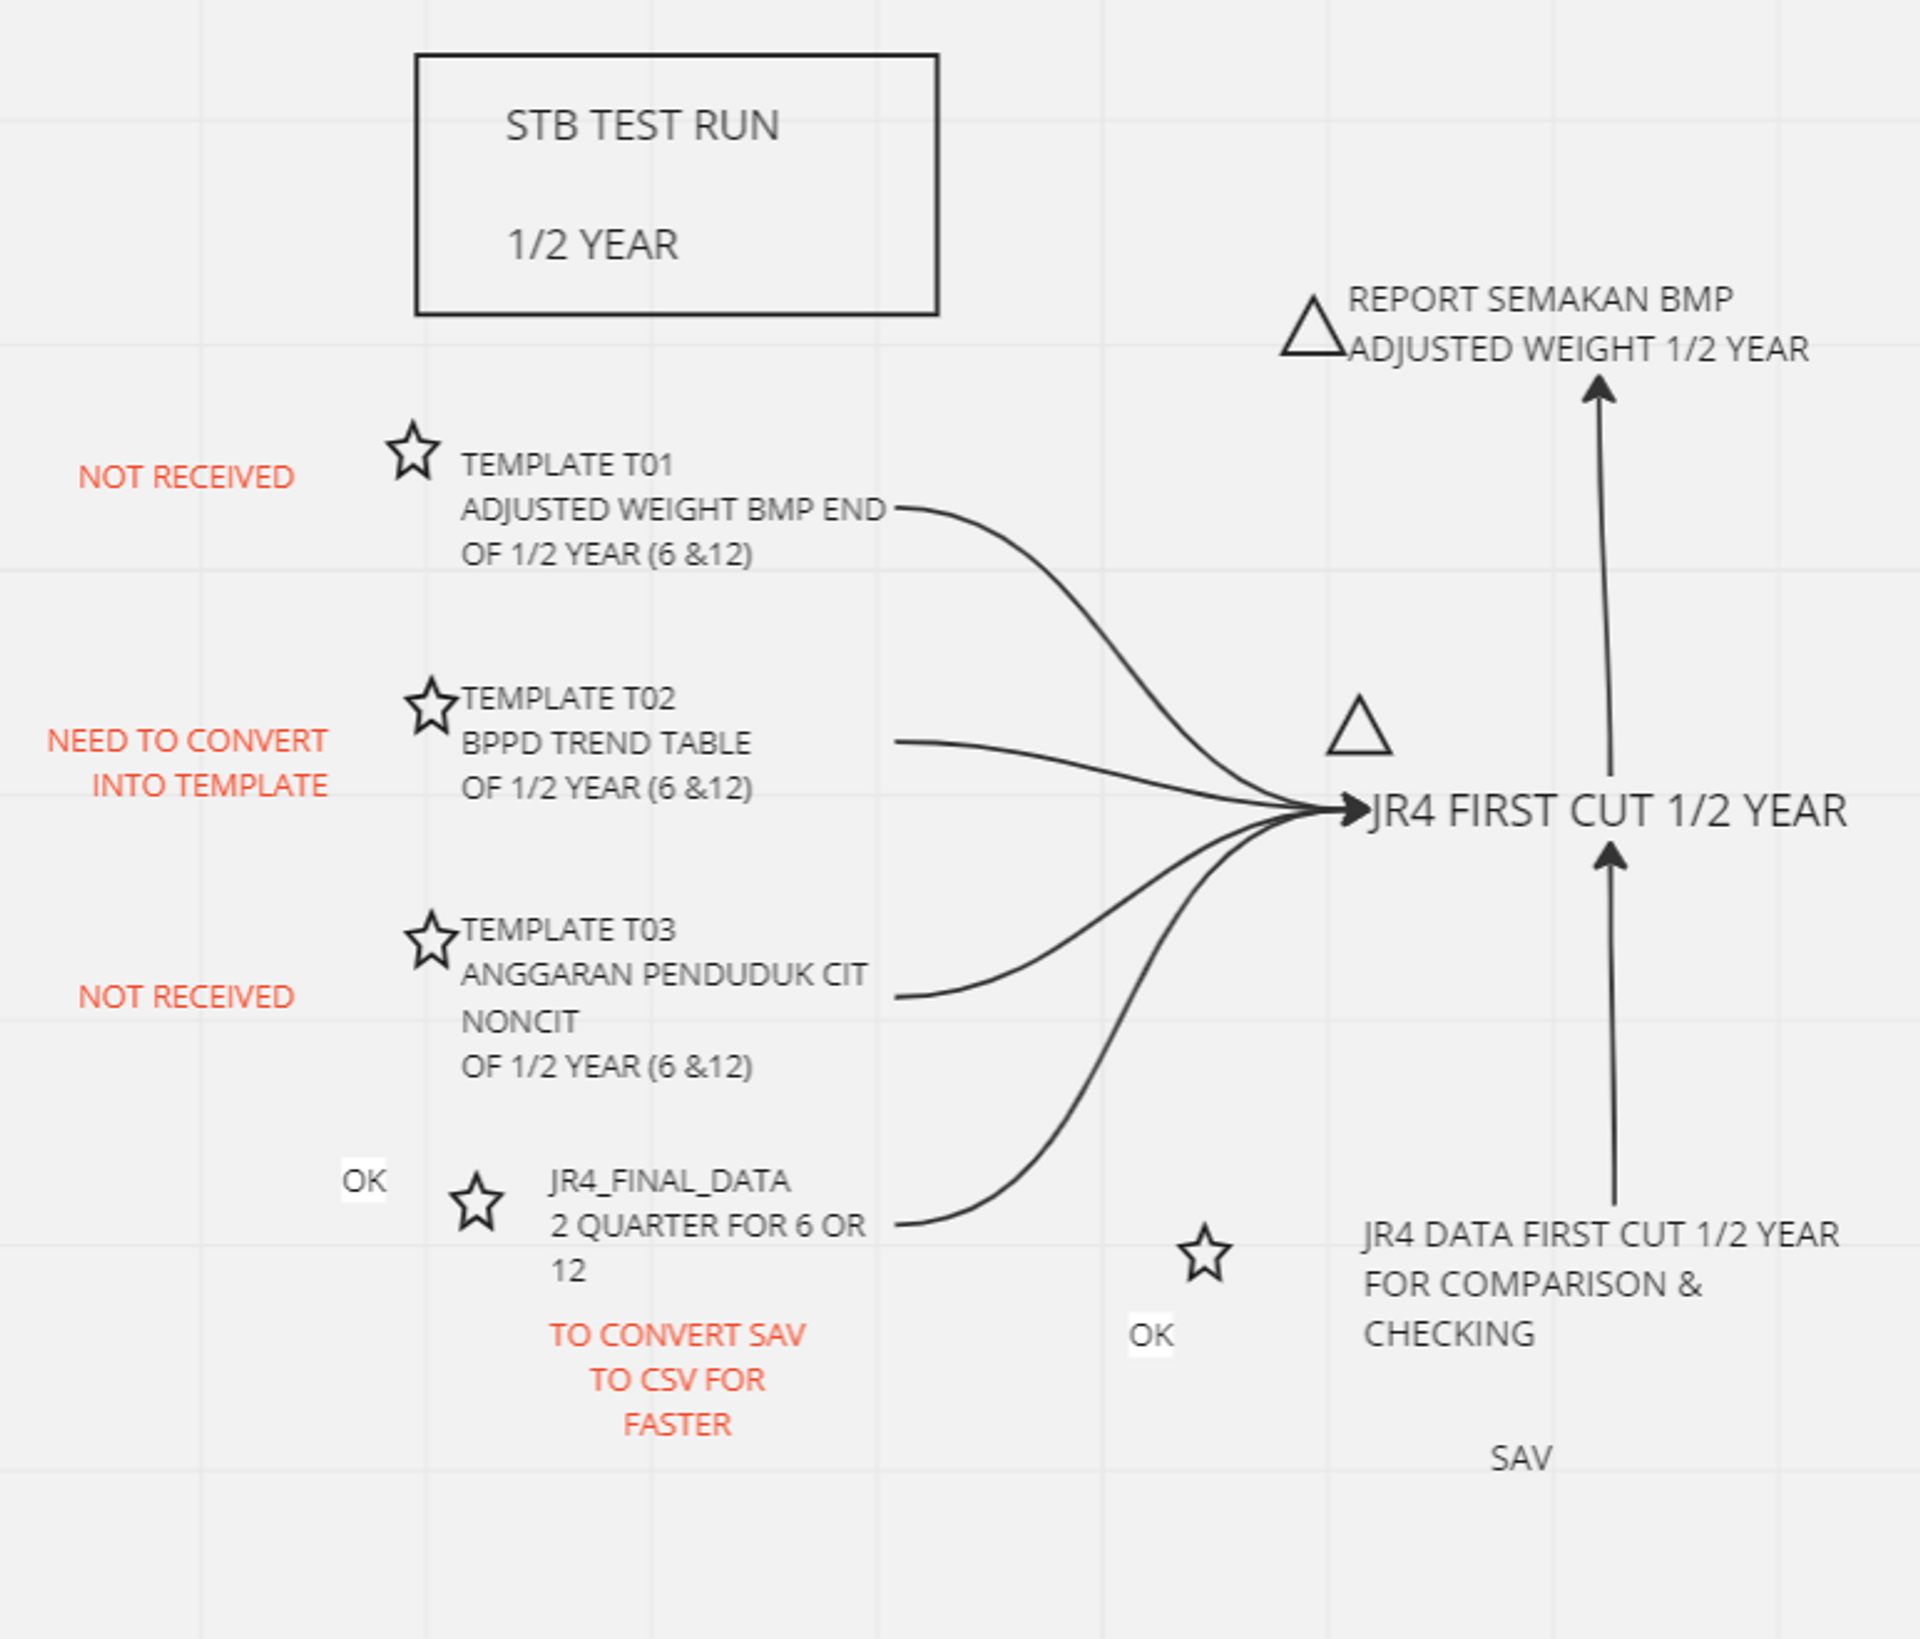 STB TEST RUN
1/2 YEAR
REPORT SEMAKAN BMP
ADJUSTED WEIGHT 1/2 YEAR
NOT RECEIVED
TEMPLATE T01
ADJUSTED WEIGHT BMP END
OF 1/2 YEAR (6 &12)
NEED TO CONVERT
INTO TEMPLATE
TEMPLATE T02
BPPD TREND TABLE
OF 1/2 YEAR (6 &12)
JR4 FIRST CUT 1/2 YEAR
NOT RECEIVED
TEMPLATE T03
ANGGARAN PENDUDUK CIT
NONCIT
OF 1/2 YEAR (6 &12)
OK
JR4_FINAL_DATA
2 QUARTER FOR 6 OR
12
TO CONVERT SAV
TO CSV FOR
FASTER
OK
JR4 DATA FIRST CUT 1/2 YEAR
FOR COMPARISON &
CHECKING
SAV